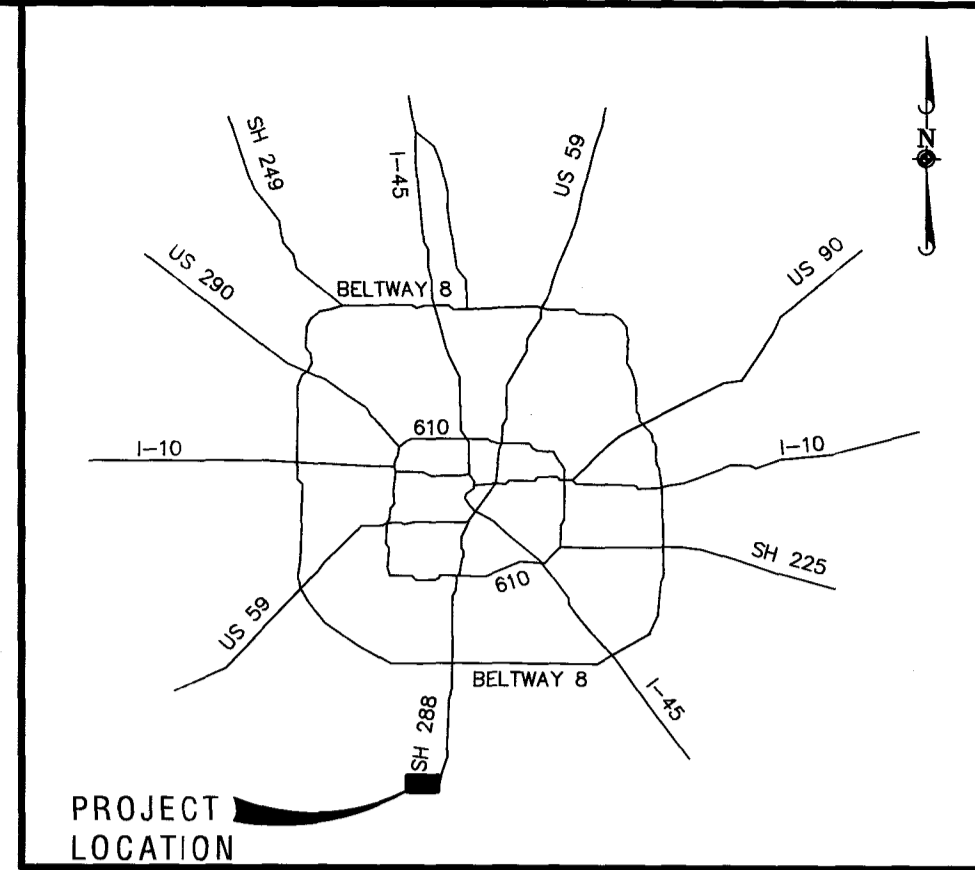 SH 249
I-45
US 59
N
US 290
BELTWAY 8
US 90
610
I-10
I-10
SH 225
610
US 59
BELTWAY 8
I-45
SH 288
PROJECT
LOCATION